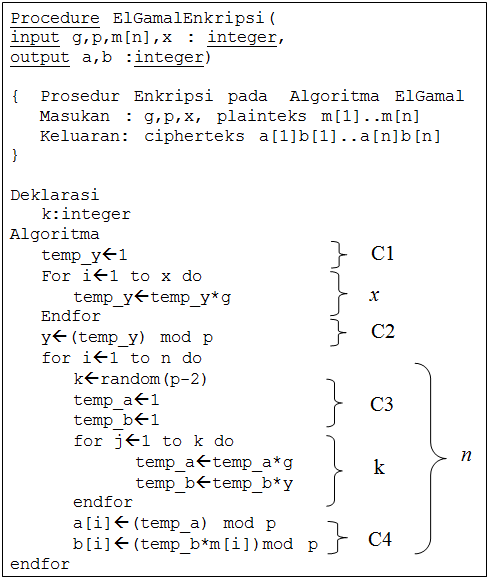 Procedure ElGamalEnkripsi(
input g,p,m[n],x : integer,
output a,b :integer)
{ Prosedur Enkripsi pada Algoritma ElGamal
Masukan : g,p,x, plainteks m[1]..m[n]
Keluaran: cipherteks a[1]b[1]..a[n]b[n]
}
Deklarasi
k:integer
Algoritma
temp_y←1 C1
For i←1 to x do
temp_y←temp_y*g x
Endfor
y←(temp_y) mod p C2
for i←1 to n do
k←random(p-2)
temp_a←1 C3
temp_b←1
for j←1 to k do
temp_a←temp_a*g n
temp_b←temp_b*y k
endfor
a[i]←(temp_a) mod p
b[i]←(temp_b*m[i])mod p C4
endfor